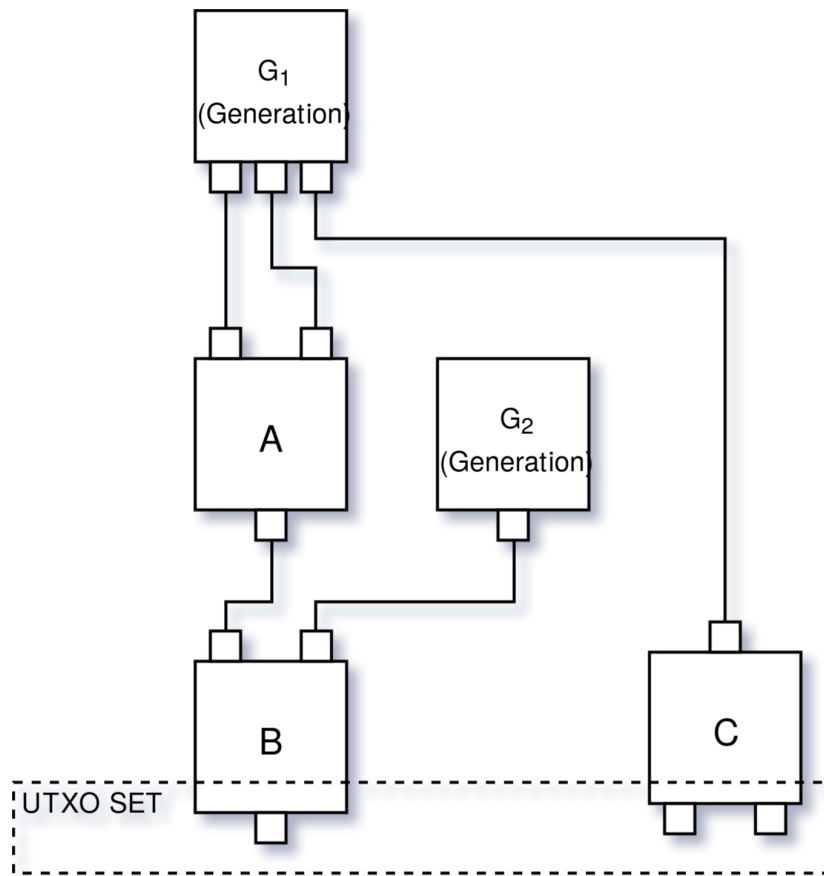 G₁
(Generation)
A
G₂
(Generation)
B
C
UTXO SET